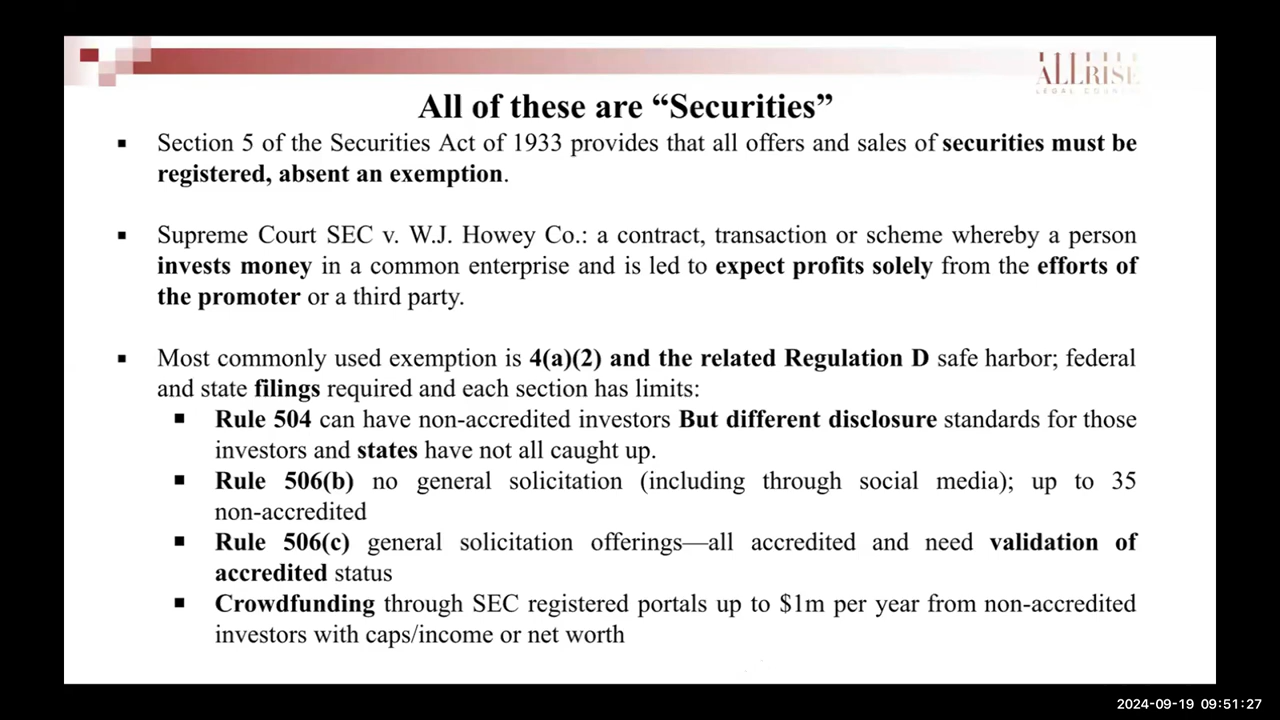 ALLRISE
LEGAL COUNSEL
All of these are “Securities”
▪ Section 5 of the Securities Act of 1933 provides that all offers and sales of securities must be
registered, absent an exemption.
▪ Supreme Court SEC v. W.J. Howey Co.: a contract, transaction or scheme whereby a person
invests money in a common enterprise and is led to expect profits solely from the efforts of
the promoter or a third party.
▪ Most commonly used exemption is 4(a)(2) and the related Regulation D safe harbor; federal
and state filings required and each section has limits:
▪ Rule 504 can have non-accredited investors But different disclosure standards for those
investors and states have not all caught up.
▪ Rule 506(b) no general solicitation (including through social media); up to 35
non-accredited
▪ Rule 506(c) general solicitation offerings—all accredited and need validation of
accredited status
▪ Crowdfunding through SEC registered portals up to $1m per year from non-accredited
investors with caps/income or net worth
2024-09-19 09:51:27